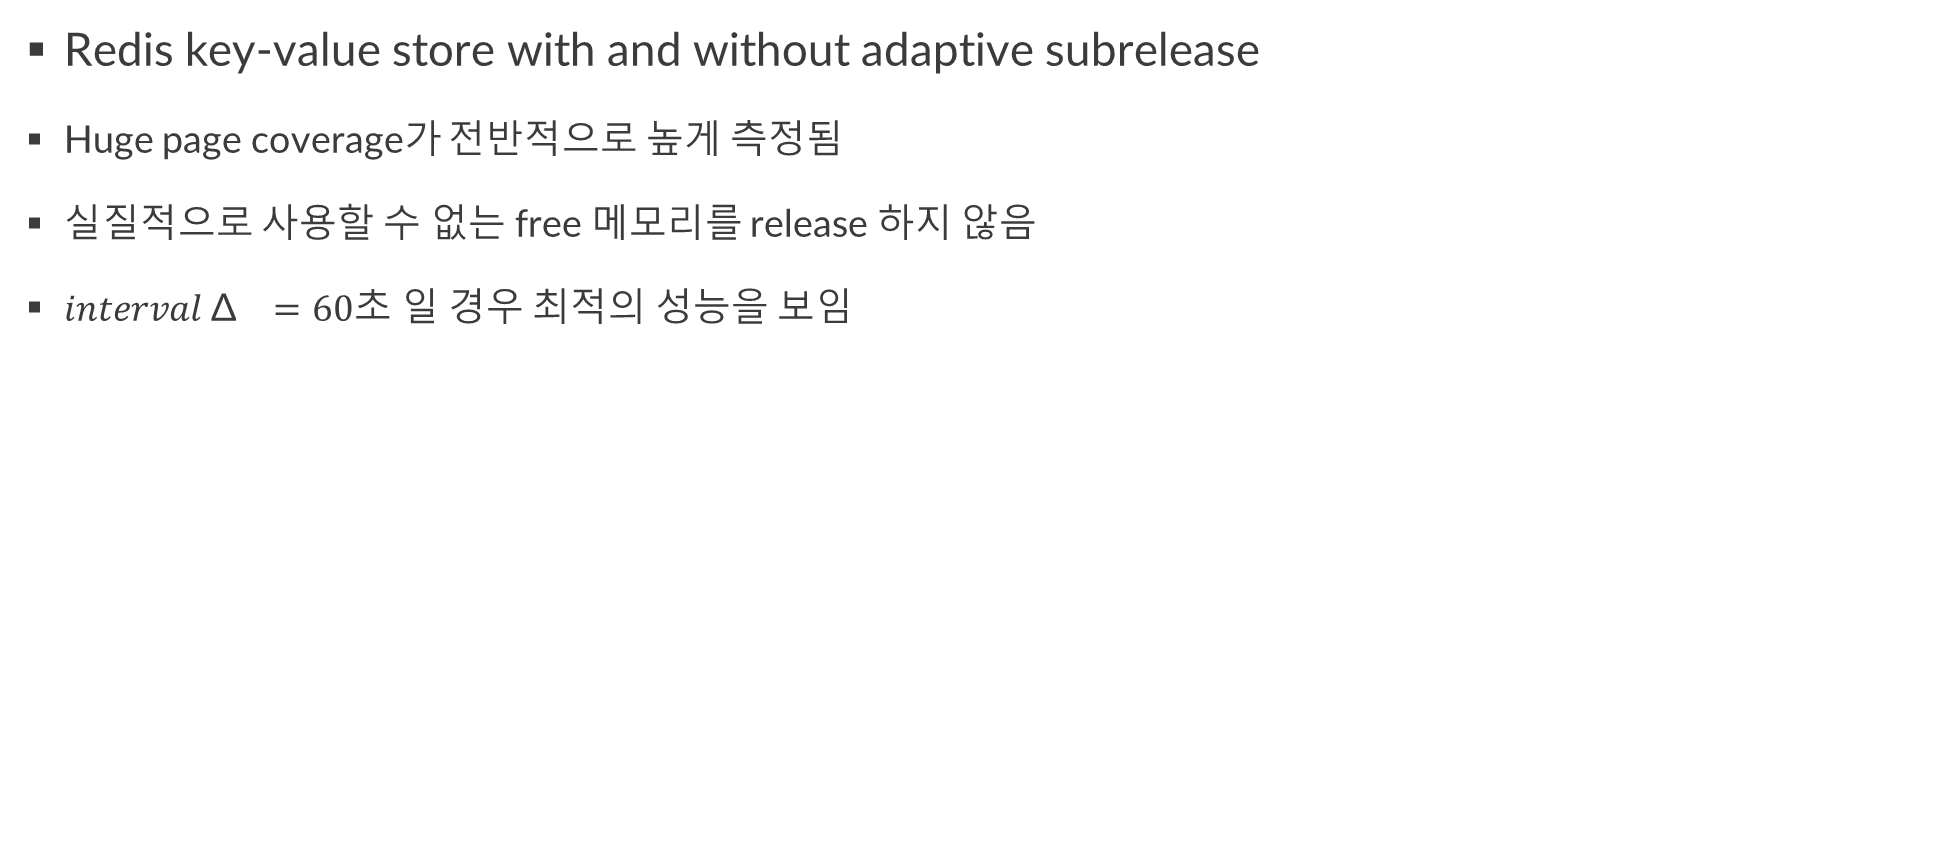 ▪ Redis key-value store with and without adaptive subrelease
▪ Huge page coverage가 전반적으로 높게 측정됨
▪ 실질적으로 사용할 수 없는 free 메모리를 release 하지 않음
▪ interval Δ = 60초 일 경우 최적의 성능을 보임